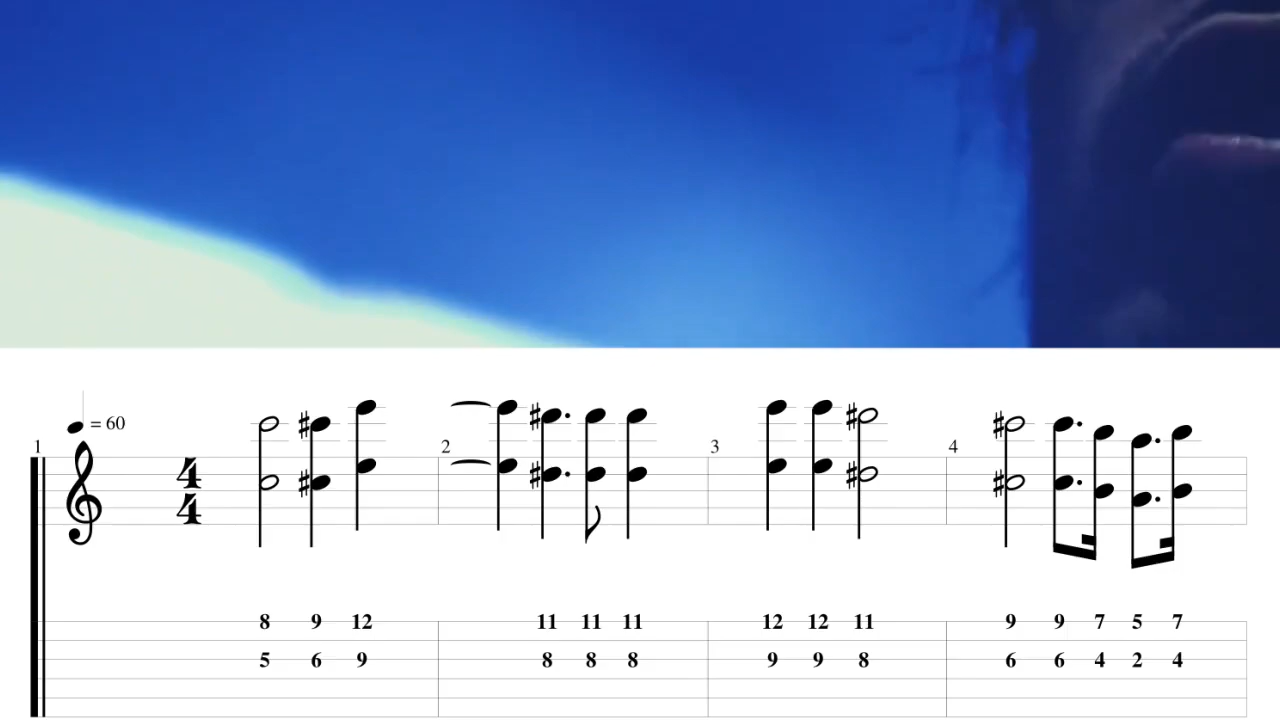 = 60
1 2 3 4
4
4
8 9 12 11 11 11 12 12 11 9 9 7 5 7
5 6 9 8 8 8 9 9 8 6 6 4 2 4